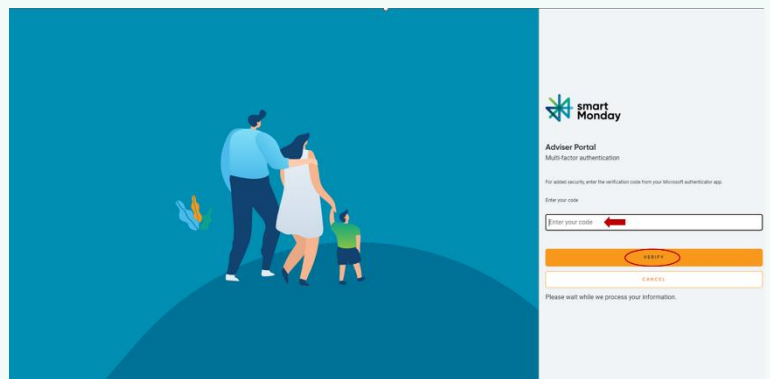 smart
Monday
Adviser Portal
Multi-factor authentication
For added security, enter the verification code from your Microsoft authenticator app.
Enter your code
Enter your code
VERIFY
CANCEL
Please wait while we process your information.